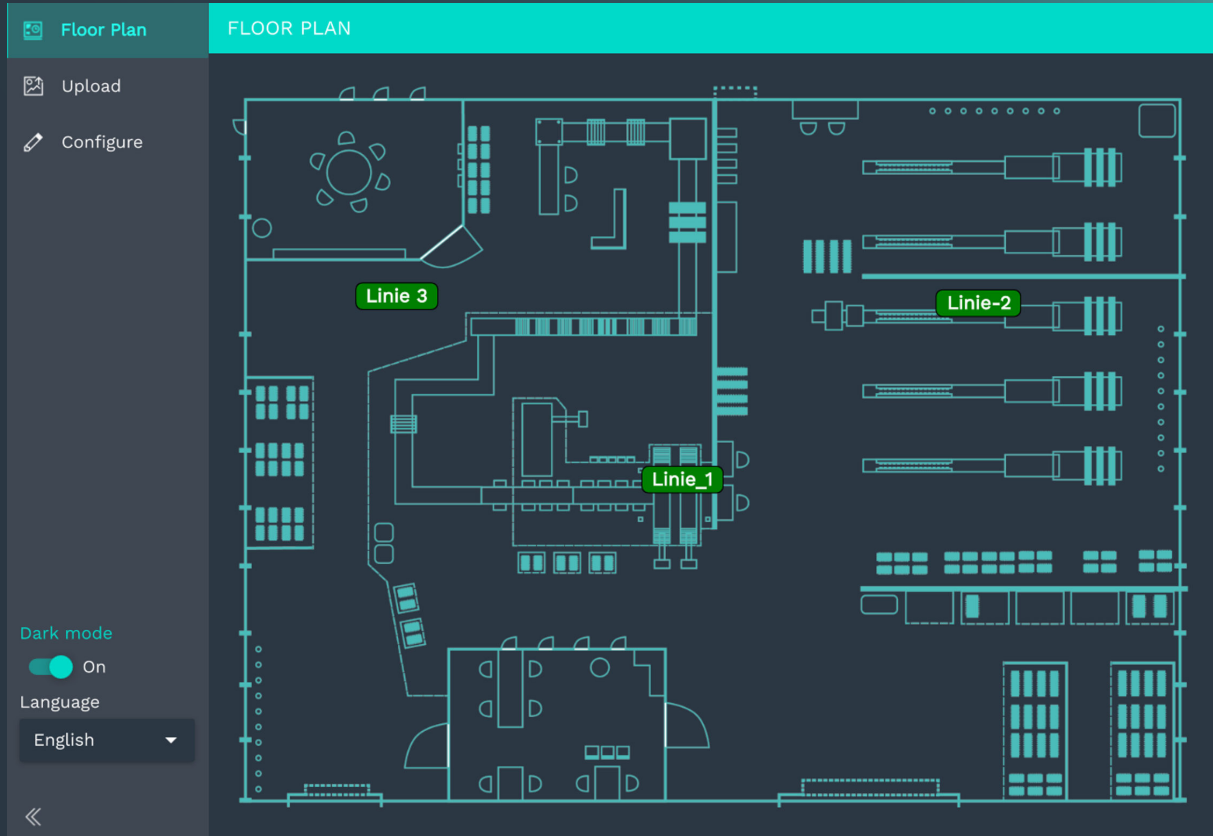 Floor Plan
FLOOR PLAN
Upload
Configure
Linie 3
Linie-2
Linie_1
Dark mode
On
Language
English